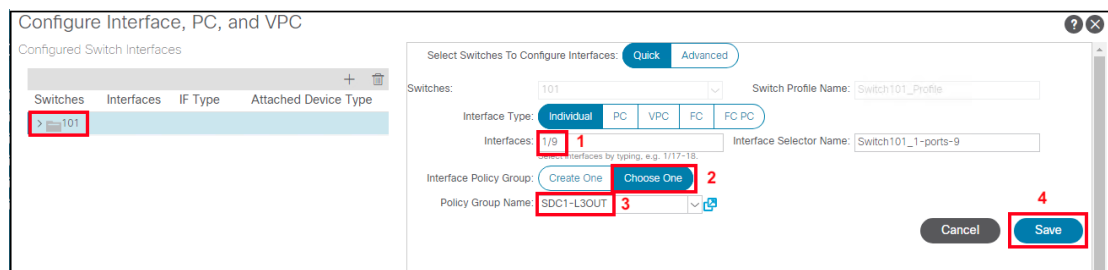 Configure Interface, PC, and VPC
Configured Switch Interfaces
Switches Interfaces IF Type Attached Device Type
101
Select Switches To Configure Interfaces: Quick Advanced
Switches: 101 Switch Profile Name: Switch101_Profile
Interface Type: Individual PC VPC FC FC PC
Interfaces: 1/9 1 Interface Selector Name: Switch101_1-ports-9
Select interfaces by typing, e.g. 1/17-18.
Interface Policy Group: Create One Choose One 2
Policy Group Name: SDC1-L3OUT 3
4
Cancel Save